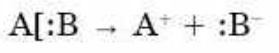 A[:B → A⁺ + :B⁻